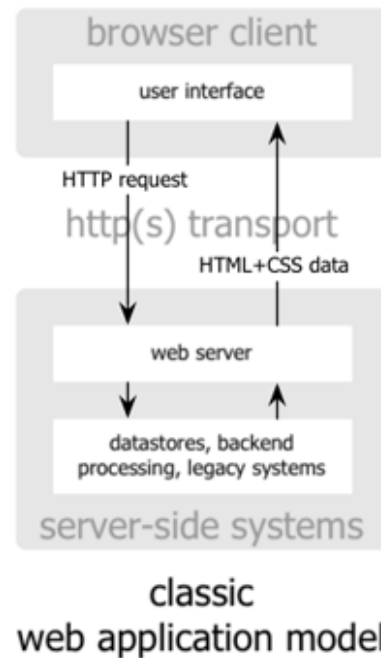 browser client
user interface
HTTP request
http(s) transport
HTML+CSS data
web server
datastores, backend
processing, legacy systems
server-side systems
classic
web application model